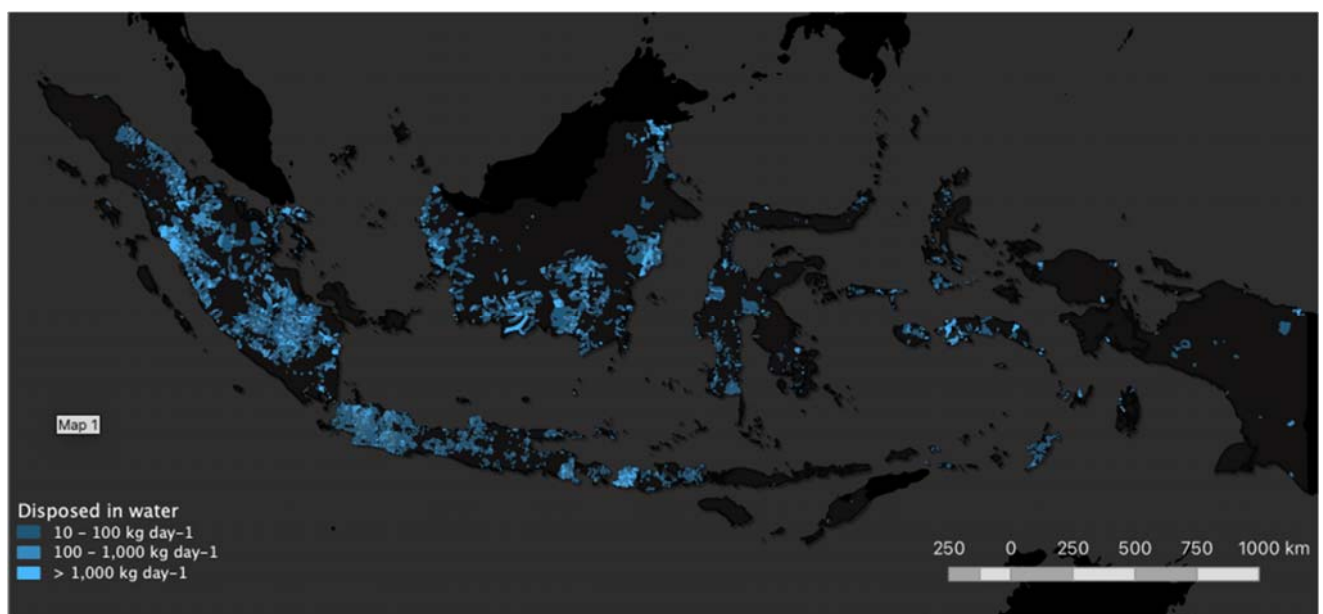 Map 1
Disposed in water
10 – 100 kg day-1
100 – 1,000 kg day-1
> 1,000 kg day-1
250 0 250 500 750 1000 km